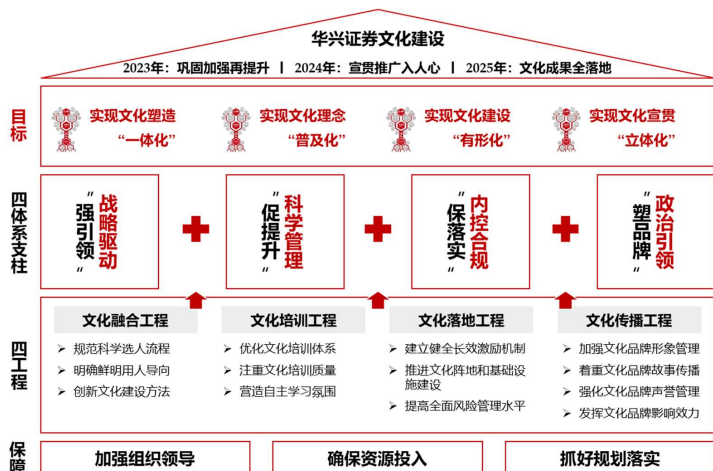 华兴证券文化建设
2023年：巩固加强再提升 | 2024年：宣贯推广入人心 | 2025年：文化成果全落地
目标
实现文化塑造
“一体化”
实现文化理念
“普及化”
实现文化建设
“有形化”
实现文化宣贯
“立体化”
四体系支柱
战略驱动
“强引领”
科学管理
“促提升”
内控合规
“保落实”
政治引领
“塑品牌”
四工程
文化融合工程
规范科学选人流程
明确鲜明用人导向
创新文化建设方法
文化培训工程
优化文化培训体系
注重文化培训质量
营造自主学习氛围
文化落地工程
建立健全长效激励机制
推进文化阵地和基础设
施建设
提高全面风险管理水平
文化传播工程
加强文化品牌形象管理
着重文化品牌故事传播
强化文化品牌声誉管理
发挥文化品牌影响效力
保障
加强组织领导
确保资源投入
抓好规划落实